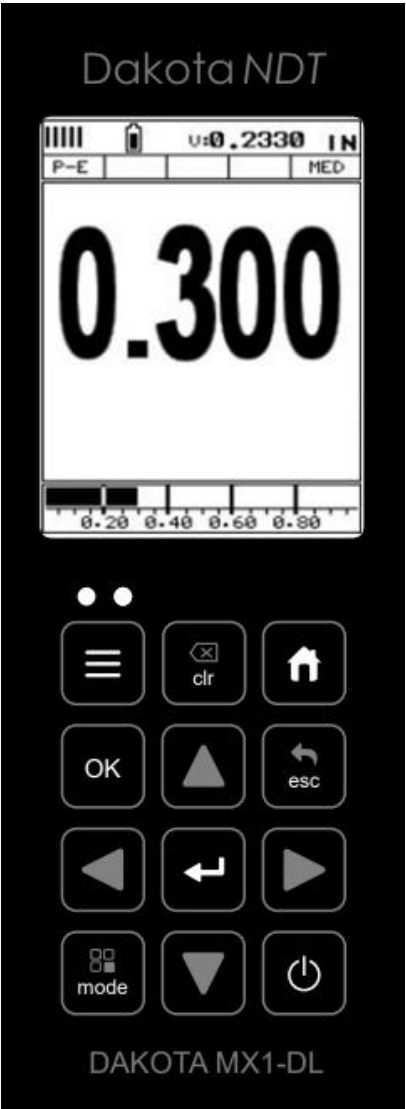 Dakota NDT
V:0.2330 IN
P-E MED
0.300
0.20 0.40 0.60 0.80
clr
OK
esc
mode
DAKOTA MX1-DL